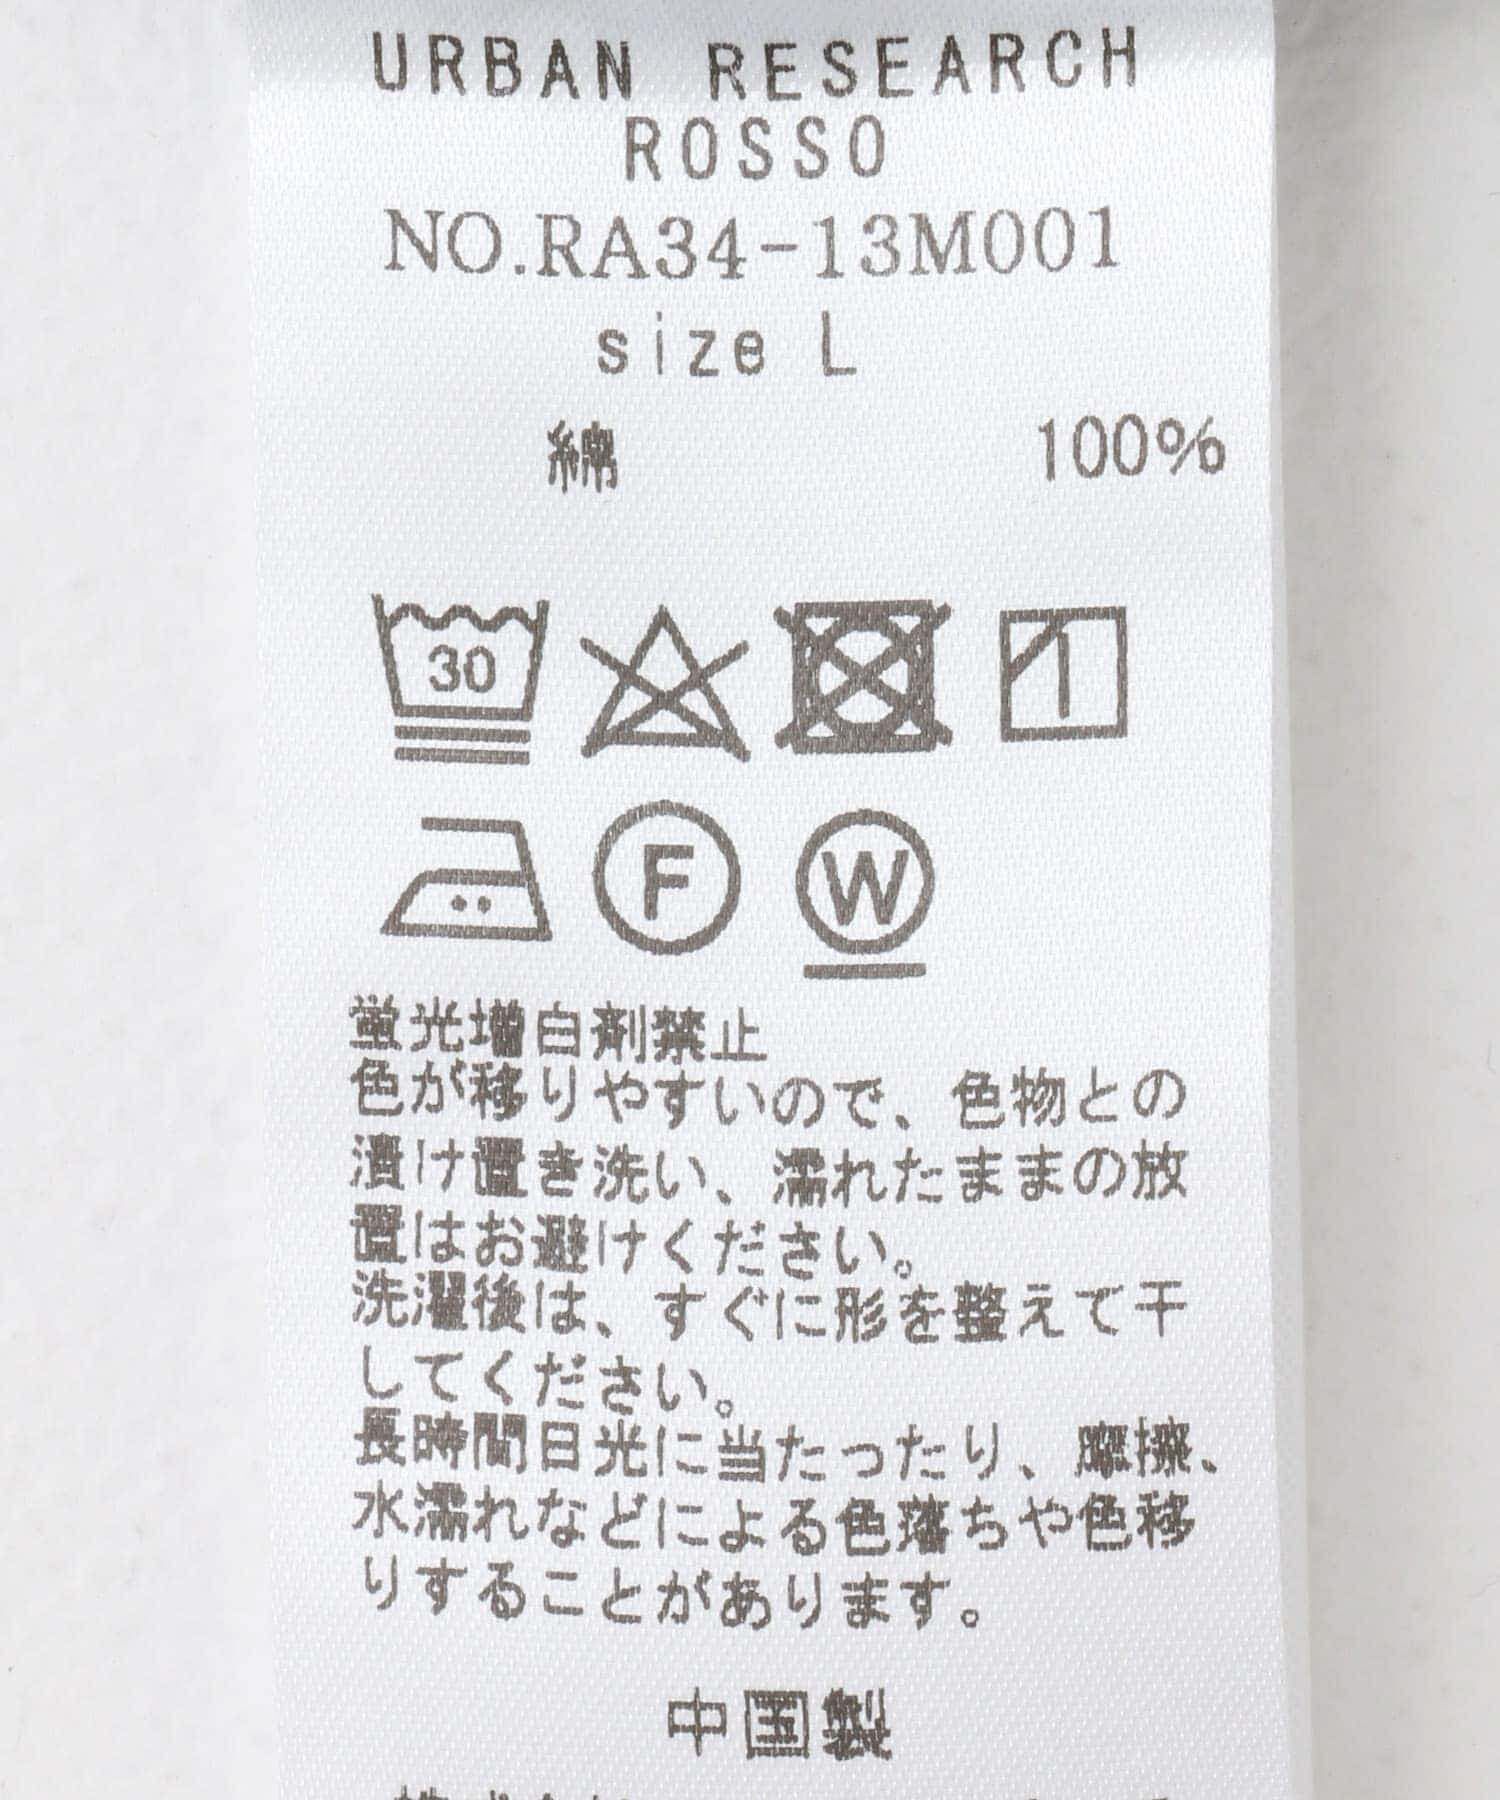 URBAN RESEARCH
ROSSO
NO.RA34-13M001
size L
綿 100%
30
F W
蛍光増白剤禁止
色が移りやすいので、色物との
漬け置き洗い、濡れたままの放
置はお避けください。
洗濯後は、すぐに形を整えて干
してください。
長時間日光に当たったり、摩擦、
水濡れなどによる色落ちや色移
りすることがあります。
中国製